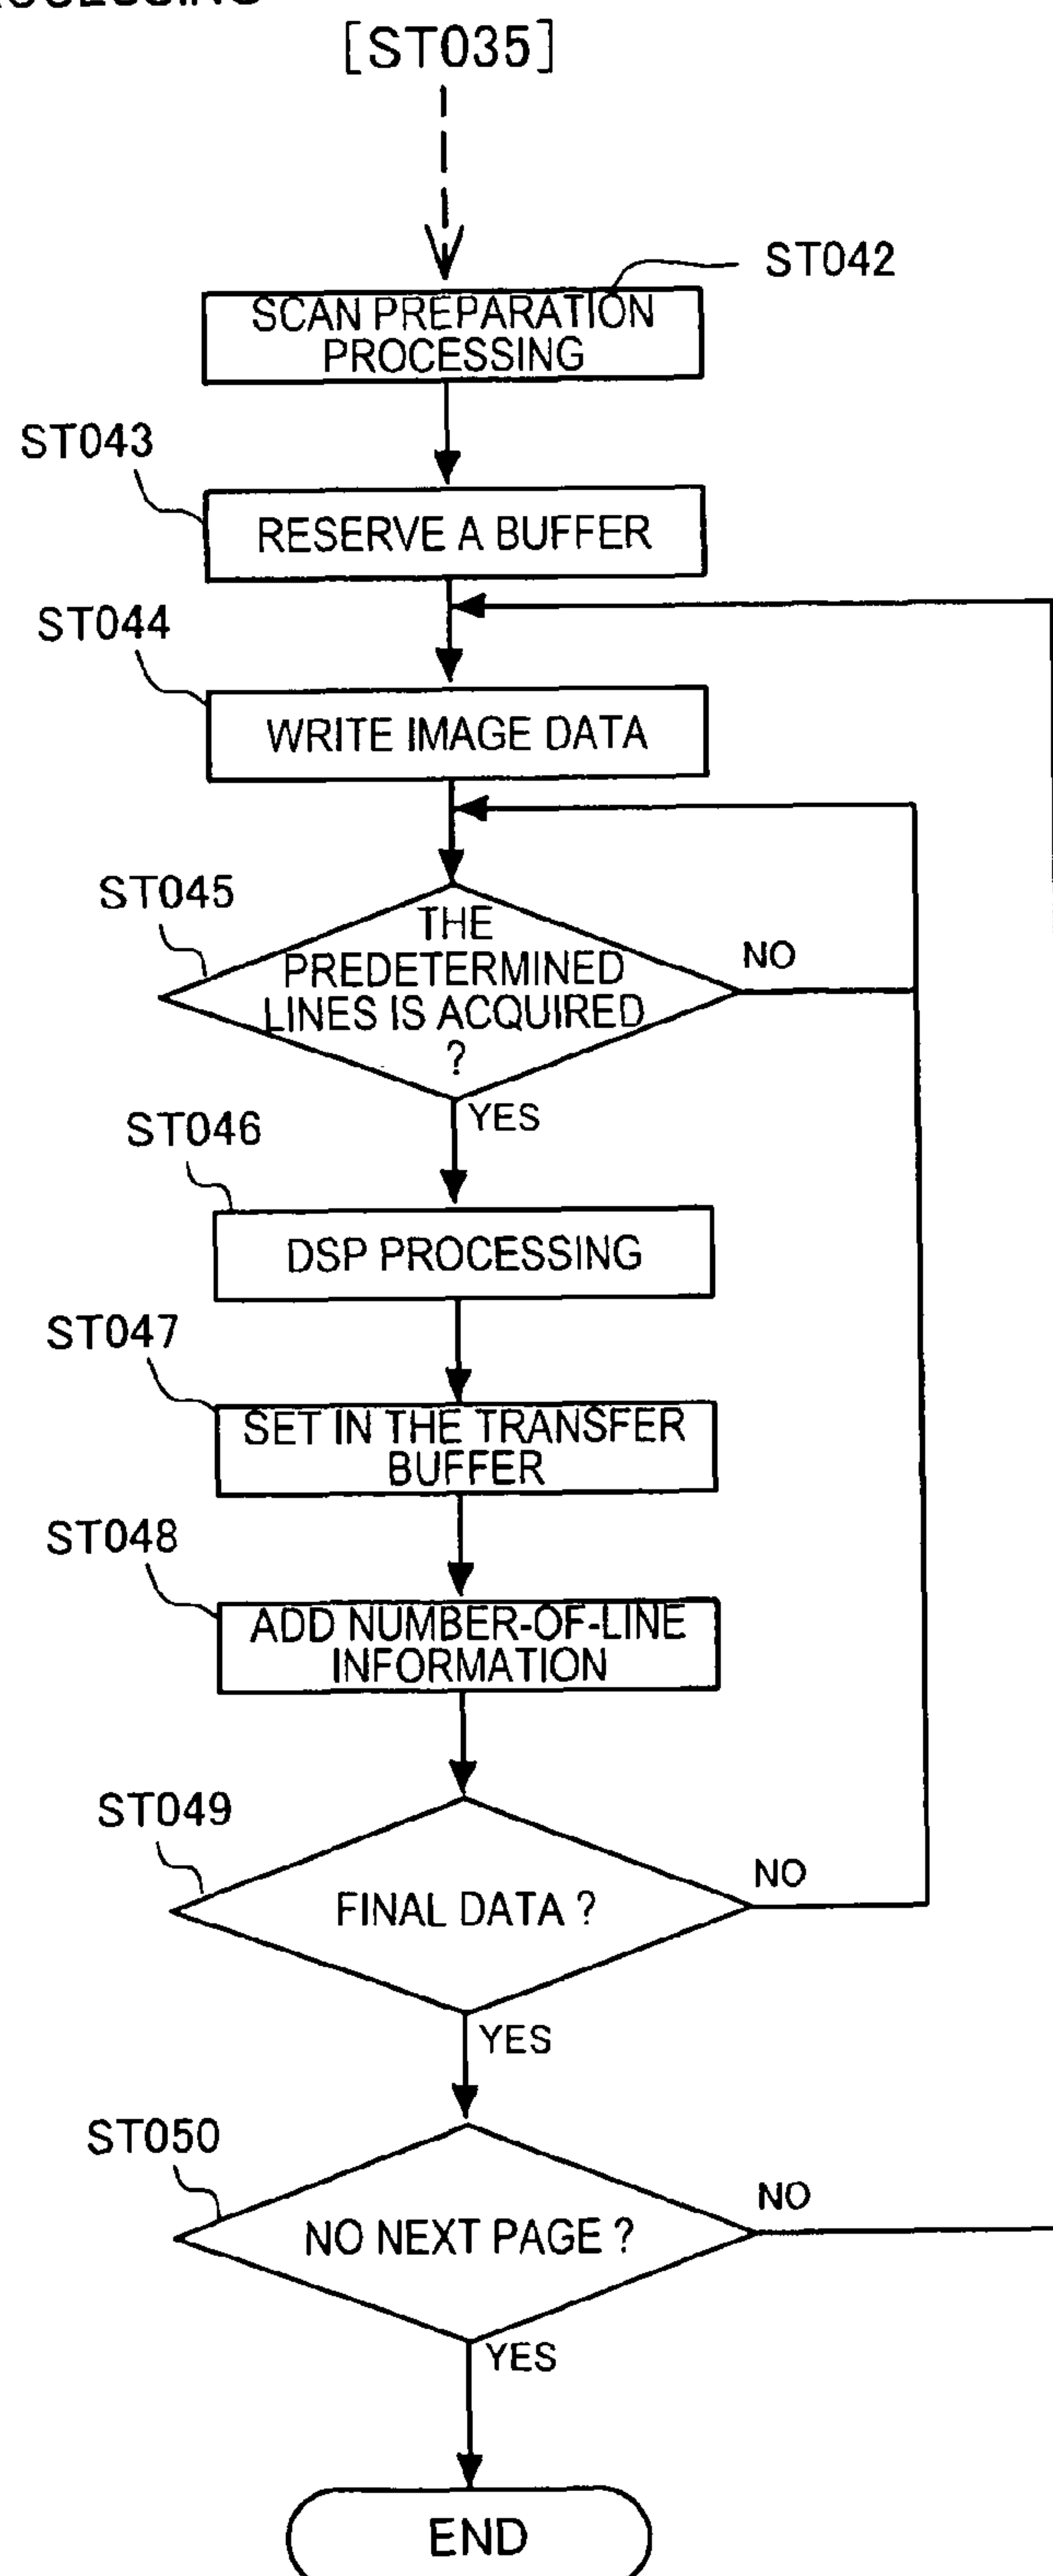 [ST035]
ST042
SCAN PREPARATION
PROCESSING
ST043
RESERVE A BUFFER
ST044
WRITE IMAGE DATA
ST045
THE
PREDETERMINED
LINES IS ACQUIRED
?
NO
YES
ST046
DSP PROCESSING
ST047
SET IN THE TRANSFER
BUFFER
ST048
ADD NUMBER-OF-LINE
INFORMATION
ST049
FINAL DATA ?
NO
YES
ST050
NO NEXT PAGE ?
NO
YES
END